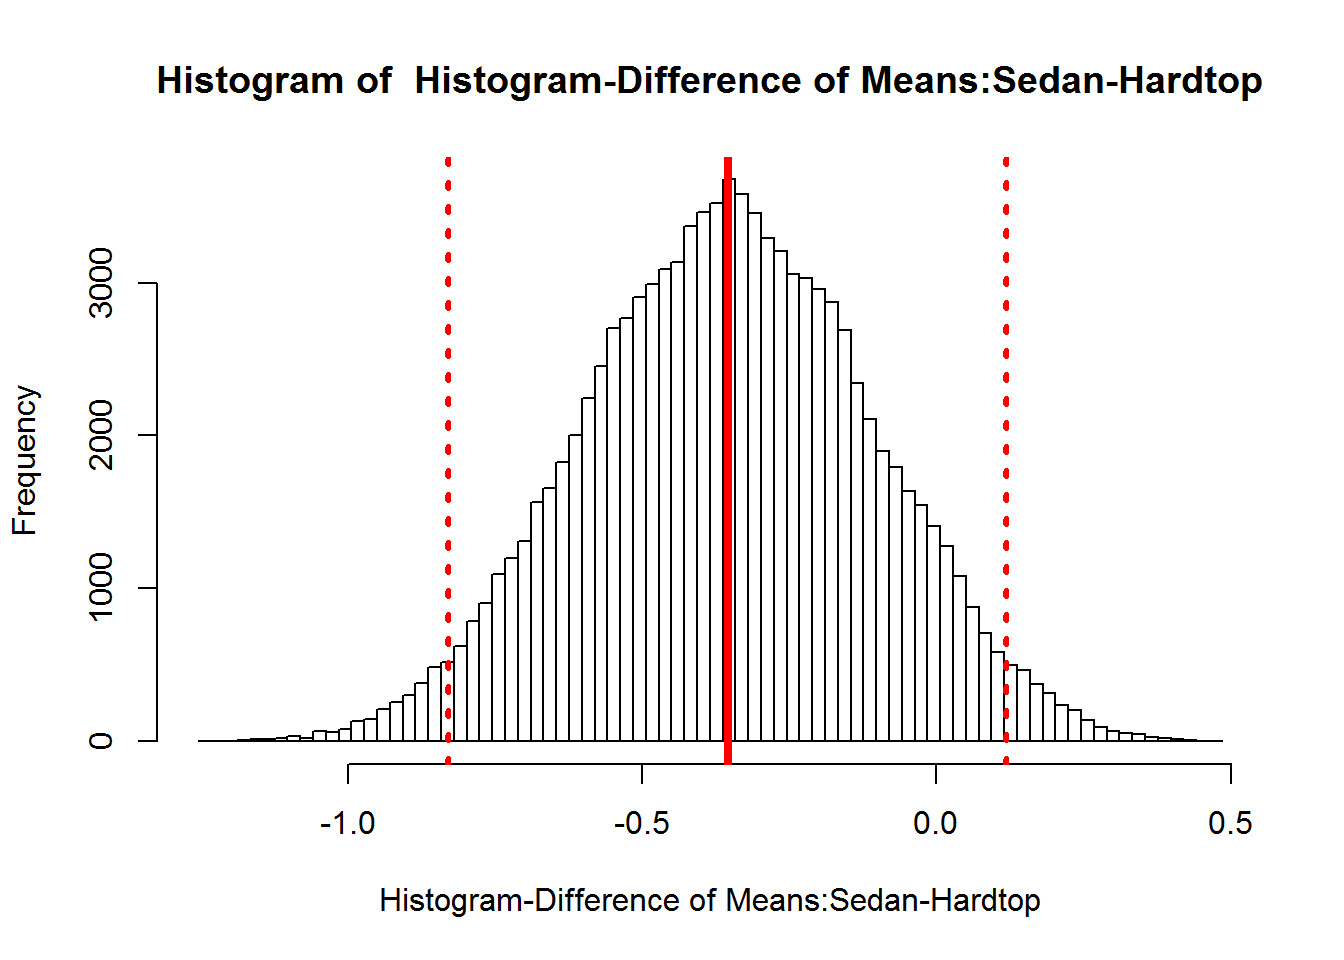 Histogram of  Histogram-Difference of Means:Sedan-Hardtop
Frequency
3000
2000
1000
0
-1.0 -0.5 0.0 0.5
Histogram-Difference of Means:Sedan-Hardtop